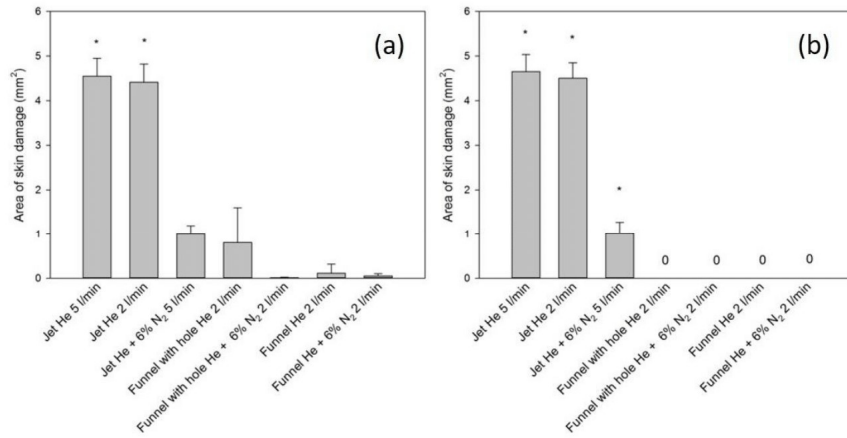 (a)
Area of skin damage (mm²)
6
5
4
3
2
1
0
*
*
Jet He 5 l/min
Jet He 2 l/min
Jet He + 6% N₂ 5 l/min
Funnel with hole He 2 l/min
Funnel with hole He + 6% N₂ 2 l/min
Funnel He 2 l/min
Funnel He + 6% N₂ 2 l/min
(b)
Area of skin damage (mm²)
6
5
4
3
2
1
0
*
*
*
0
0
0
0
Jet He 5 l/min
Jet He 2 l/min
Jet He + 6% N₂ 5 l/min
Funnel with hole He 2 l/min
Funnel with hole He + 6% N₂ 2 l/min
Funnel He 2 l/min
Funnel He + 6% N₂ 2 l/min